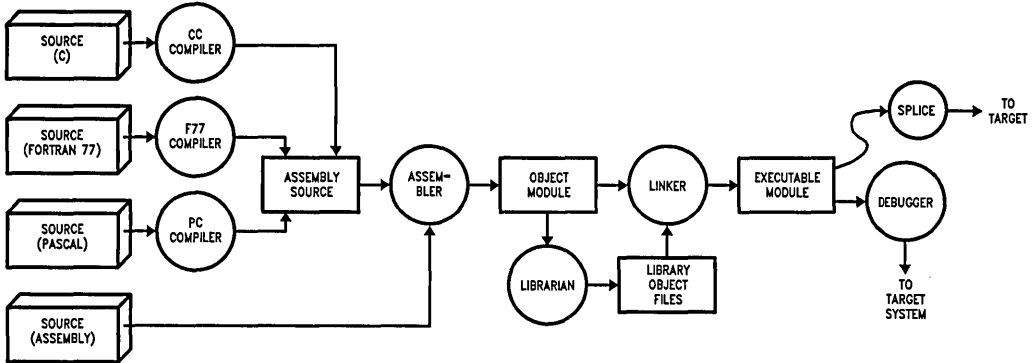 SOURCE
(C)
CC
COMPILER
SOURCE
(FORTRAN 77)
F77
COMPILER
SOURCE
(PASCAL)
PC
COMPILER
SOURCE
(ASSEMBLY)
ASSEMBLY
SOURCE
ASSEM-
BLER
OBJECT
MODULE
LIBRARIAN
LIBRARY
OBJECT
FILES
LINKER
EXECUTABLE
MODULE
SPLICE
TO
TARGET
DEBUGGER
TO
TARGET
SYSTEM